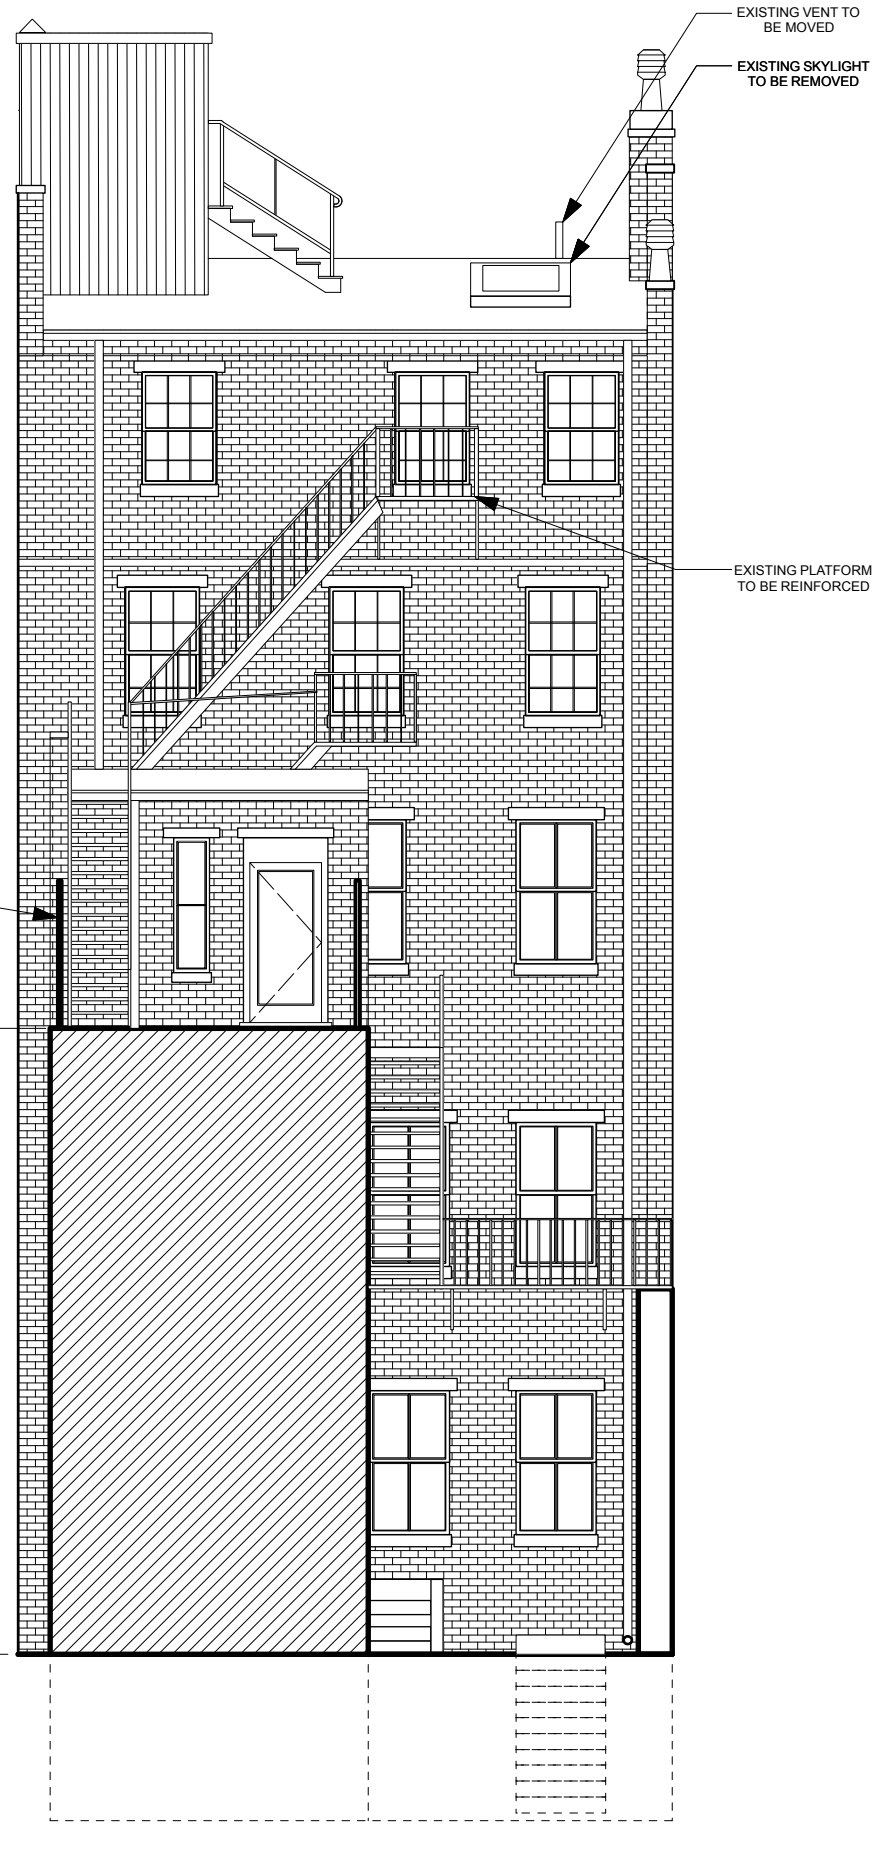 EXISTING VENT TO
BE MOVED
EXISTING SKYLIGHT
TO BE REMOVED
EXISTING PLATFORM
TO BE REINFORCED